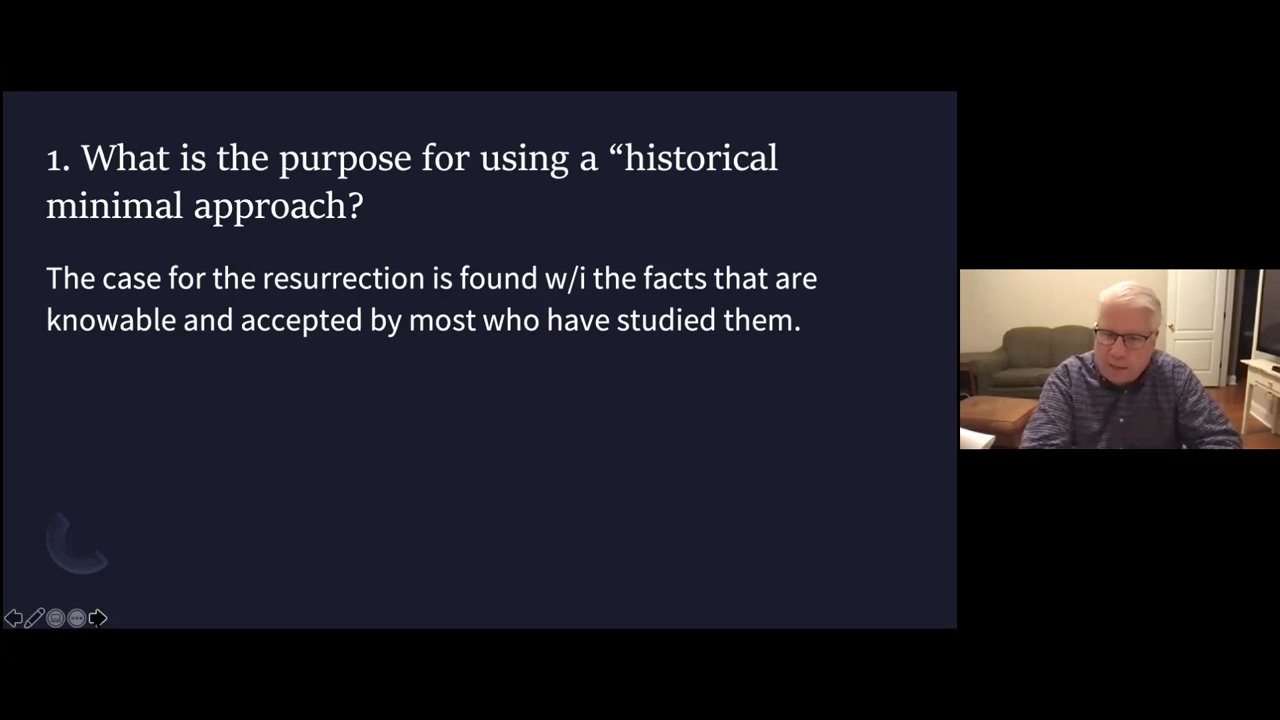 1. What is the purpose for using a “historical
minimal approach?
The case for the resurrection is found w/i the facts that are
knowable and accepted by most who have studied them.